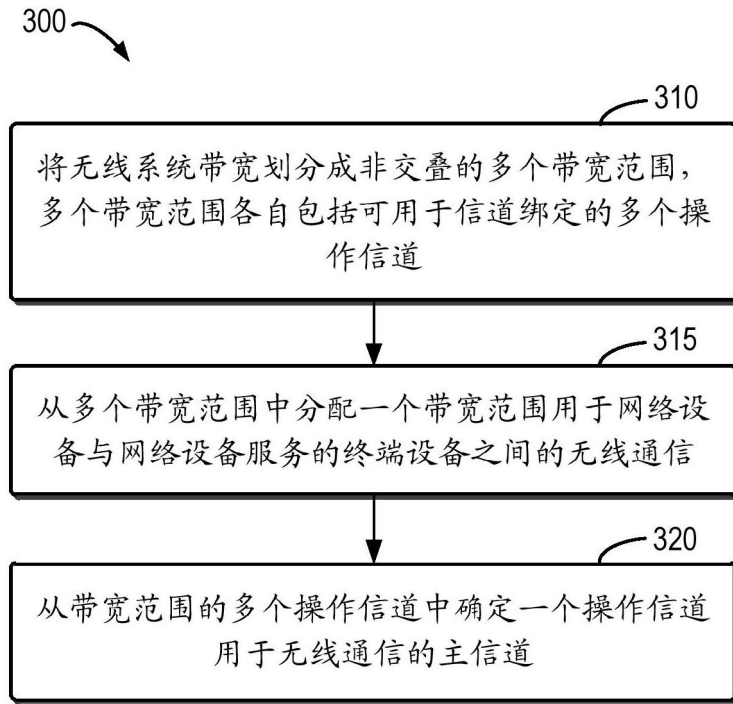 300
310
将无线系统带宽划分成非交叠的多个带宽范围，
多个带宽范围各自包括可用于信道绑定的多个操
作信道
315
从多个带宽范围中分配一个带宽范围用于网络设
备与网络设备服务的终端设备之间的无线通信
320
从带宽范围的多个操作信道中确定一个操作信道
用于无线通信的主信道